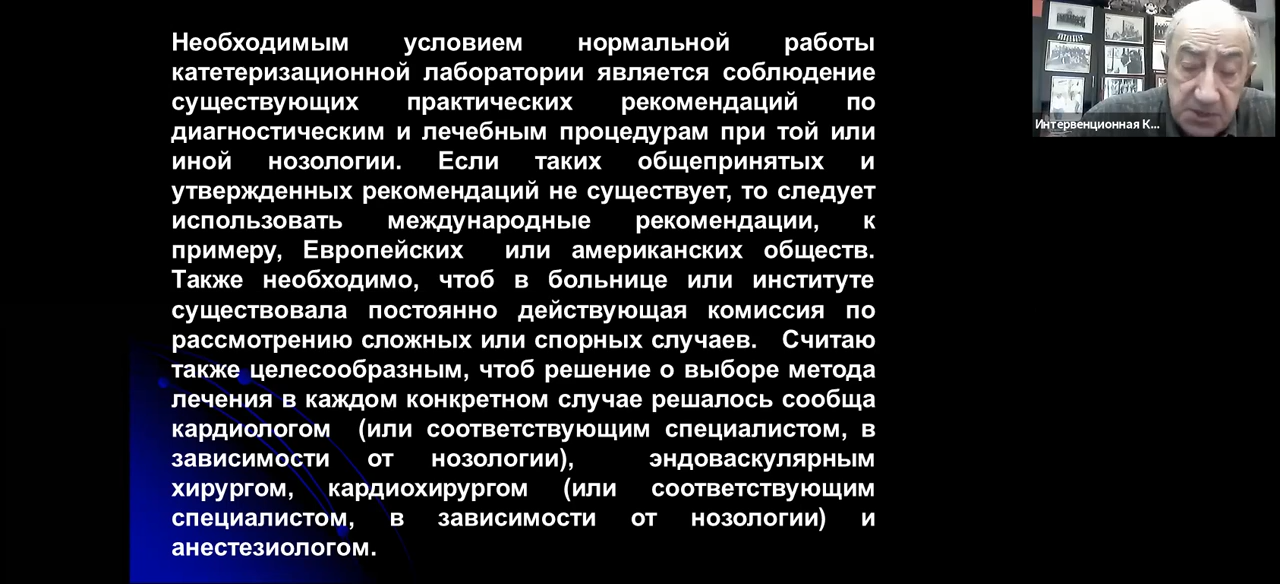 Необходимым условием нормальной работы
катетеризационной лаборатории является соблюдение
существующих практических рекомендаций по
диагностическим и лечебным процедурам при той или
иной нозологии. Если таких общепринятых и
утвержденных рекомендаций не существует, то следует
использовать международные рекомендации, к
примеру, Европейских или американских обществ.
Также необходимо, чтоб в больнице или институте
существовала постоянно действующая комиссия по
рассмотрению сложных или спорных случаев. Считаю
также целесообразным, чтоб решение о выборе метода
лечения в каждом конкретном случае решалось сообща
кардиологом (или соответствующим специалистом, в
зависимости от нозологии), эндоваскулярным
хирургом, кардиохирургом (или соответствующим
специалистом, в зависимости от нозологии) и
анестезиологом.
Интервенционная К...